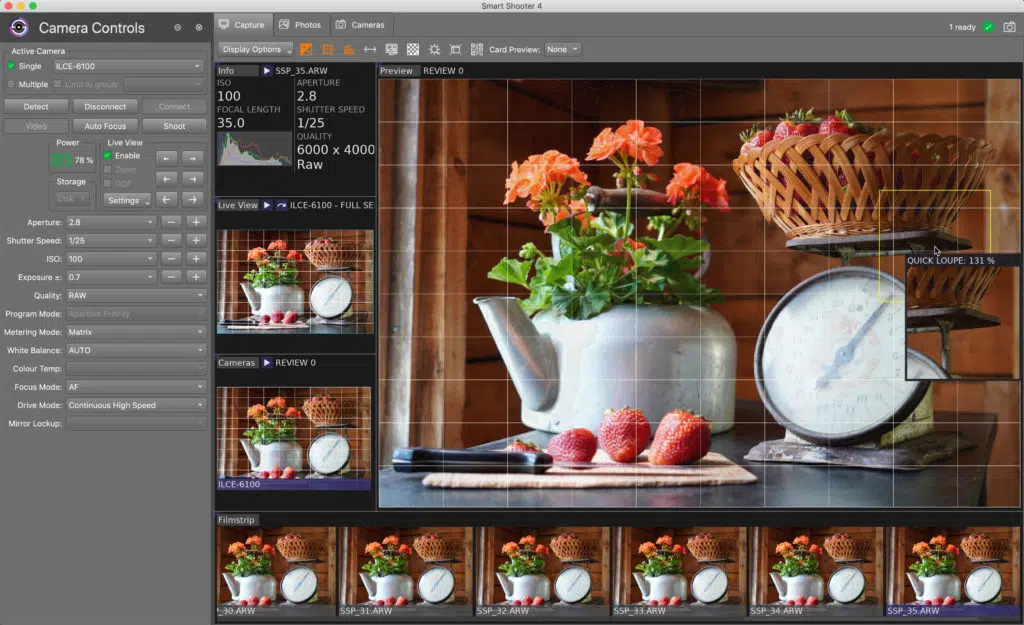 Smart Shooter 4
Camera Controls
Capture
Photos
Cameras
1 ready
Display Options
Card Preview: None
Active Camera
Single ILCE-6100
Multiple Limit to group:
Detect Disconnect Connect
Video Auto Focus Shoot
Power
78 %
Storage
Disk
Live View
Enable
Zoom
DOF
Settings
Aperture: 2.8
Shutter Speed: 1/25
ISO: 100
Exposure ±: 0.7
Quality: RAW
Program Mode: Aperture Priority
Metering Mode: Matrix
White Balance: AUTO
Colour Temp:
Focus Mode: AF
Drive Mode: Continuous High Speed
Mirror Lockup:
Info SSP_35.ARW
ISO
100
FOCAL LENGTH
35.0
APERTURE
2.8
SHUTTER SPEED
1/25
QUALITY
6000 x 4000
Raw
Live View ILCE-6100 - FULL SE
Cameras REVIEW 0
ILCE-6100
Preview REVIEW 0
QUICK LOUPE: 131 %
Filmstrip
_30.ARW
SSP_31.ARW
SSP_32.ARW
SSP_33.ARW
SSP_34.ARW
SSP_35.ARW